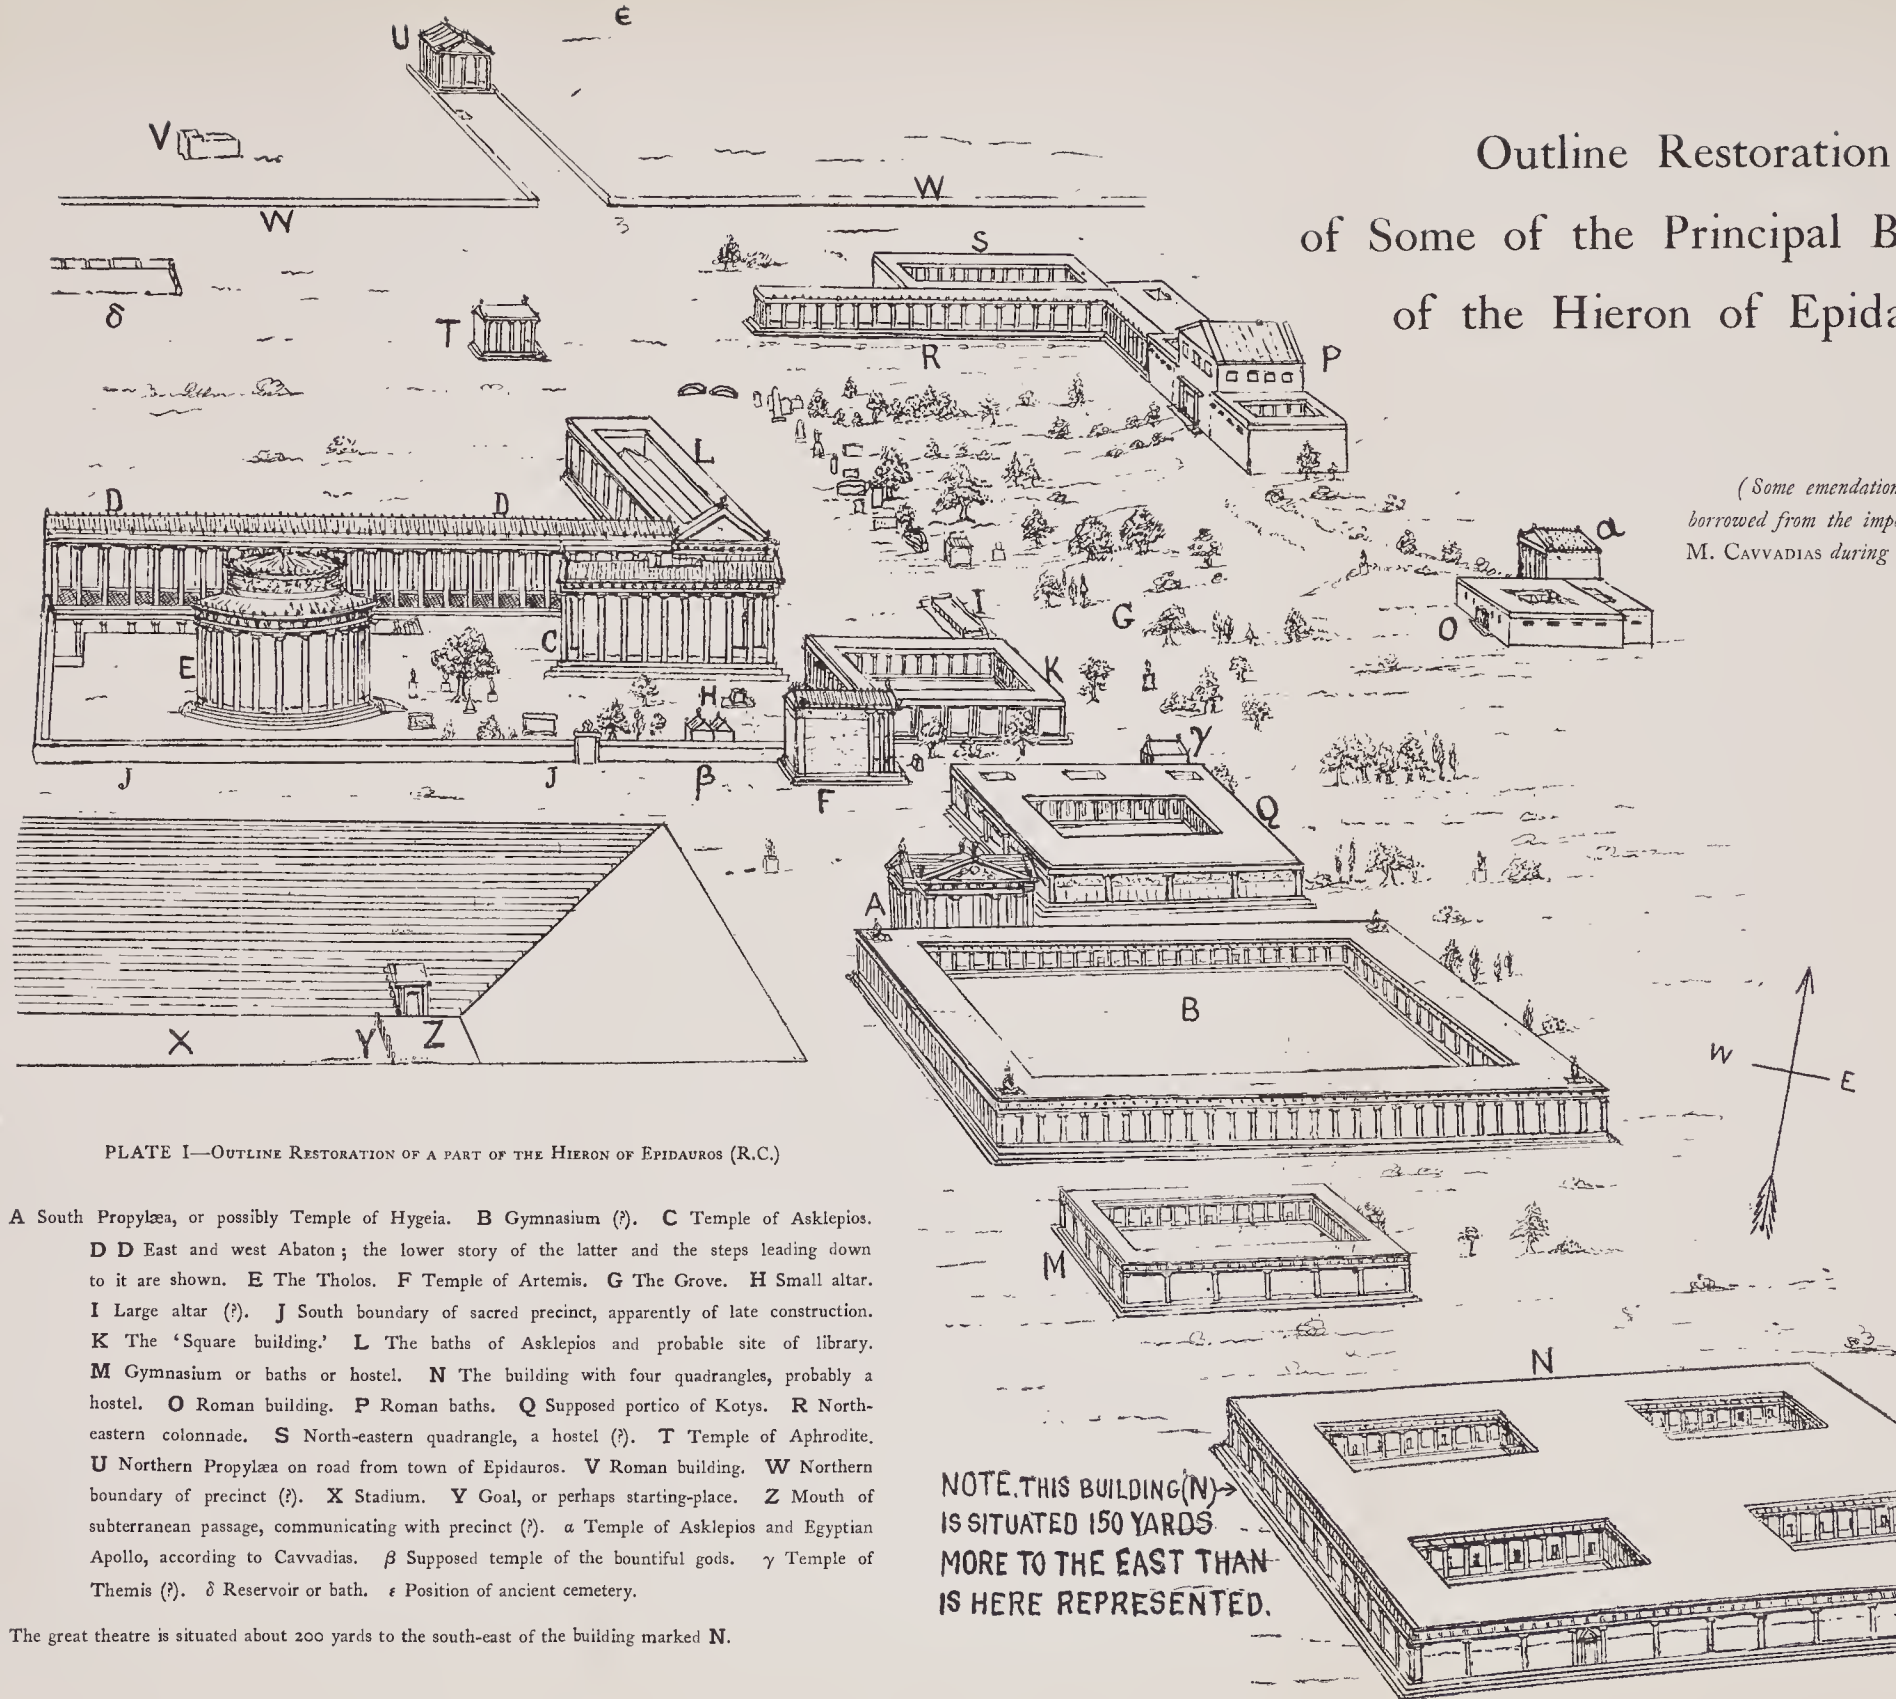 U
ε
V
W
W
Outline Restoration
of Some of the Principal B
of the Hieron of Epida
S
δ
T
R
P
L
D
D
(Some emendation
borrowed from the imp
M. CAVVADIAS during
α
I
G
O
C
E
K
H
γ
J
J
β
F
Q
A
B
X
Y
Z
W
E
PLATE I—OUTLINE RESTORATION OF A PART OF THE HIERON OF EPIDAUROS (R.C.)
A South Propylæa, or possibly Temple of Hygeia. B Gymnasium (?). C Temple of Asklepios.
D D East and west Abaton ; the lower story of the latter and the steps leading down
to it are shown. E The Tholos. F Temple of Artemis. G The Grove. H Small altar.
I Large altar (?). J South boundary of sacred precinct, apparently of late construction.
K The ‘Square building.’ L The baths of Asklepios and probable site of library.
M Gymnasium or baths or hostel. N The building with four quadrangles, probably a
hostel. O Roman building. P Roman baths. Q Supposed portico of Kotys. R North-
eastern colonnade. S North-eastern quadrangle, a hostel (?). T Temple of Aphrodite.
U Northern Propylæa on road from town of Epidauros. V Roman building. W Northern
boundary of precinct (?). X Stadium. Y Goal, or perhaps starting-place. Z Mouth of
subterranean passage, communicating with precinct (?). α Temple of Asklepios and Egyptian
Apollo, according to Cavvadias. β Supposed temple of the bountiful gods. γ Temple of
Themis (?). δ Reservoir or bath. ε Position of ancient cemetery.
The great theatre is situated about 200 yards to the south-east of the building marked N.
M
N
NOTE. THIS BUILDING (N)
IS SITUATED 150 YARDS
MORE TO THE EAST THAN
IS HERE REPRESENTED.